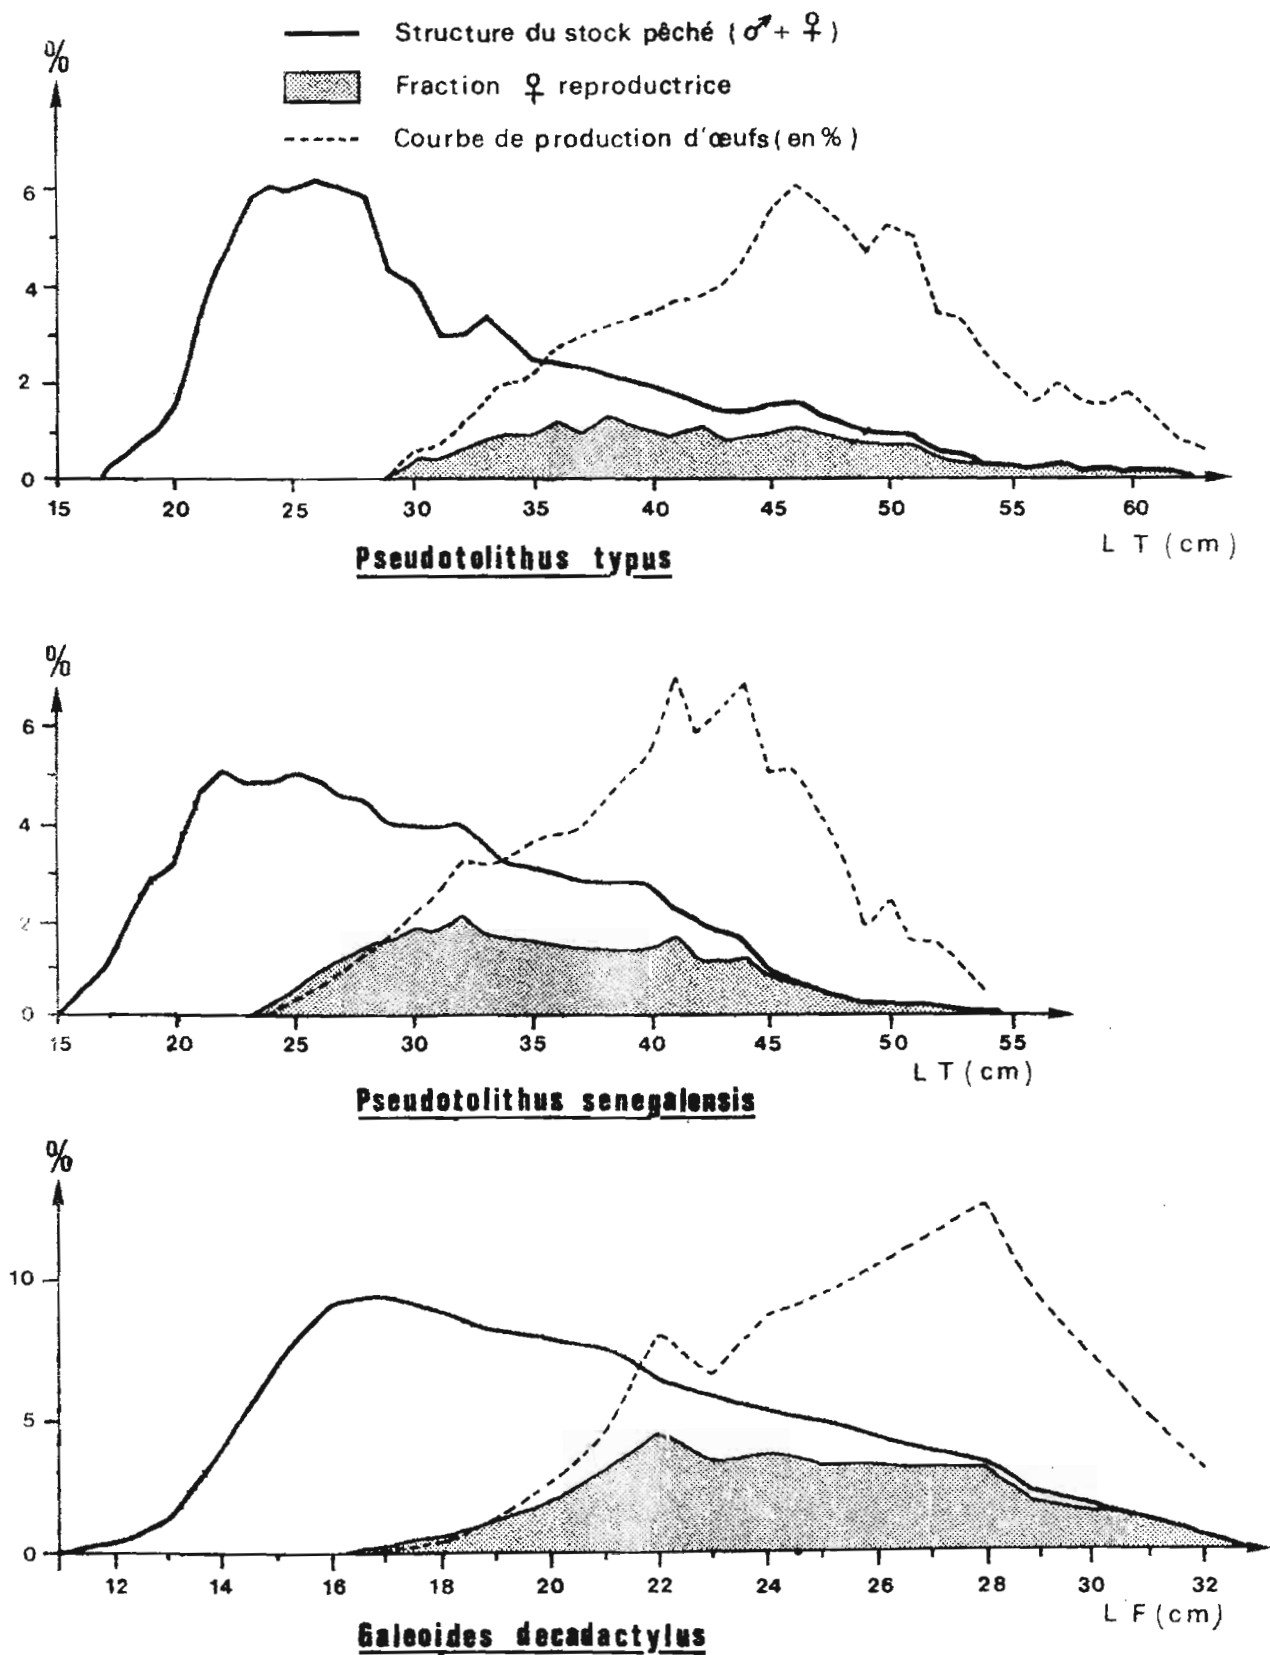 Structure du stock pêché (♂+ ♀)
%
Fraction ♀ reproductrice
Courbe de production d'œufs (en %)
6
4
2
0
15 20 25 30 35 40 45 50 55 60
L T (cm)
Pseudotolithus typus
%
6
4
2
0
15 20 25 30 35 40 45 50 55
L T (cm)
Pseudotolithus senegalensis
%
10
5
0
12 14 16 18 20 22 24 26 28 30 32
L F (cm)
Galeoides decadactylus